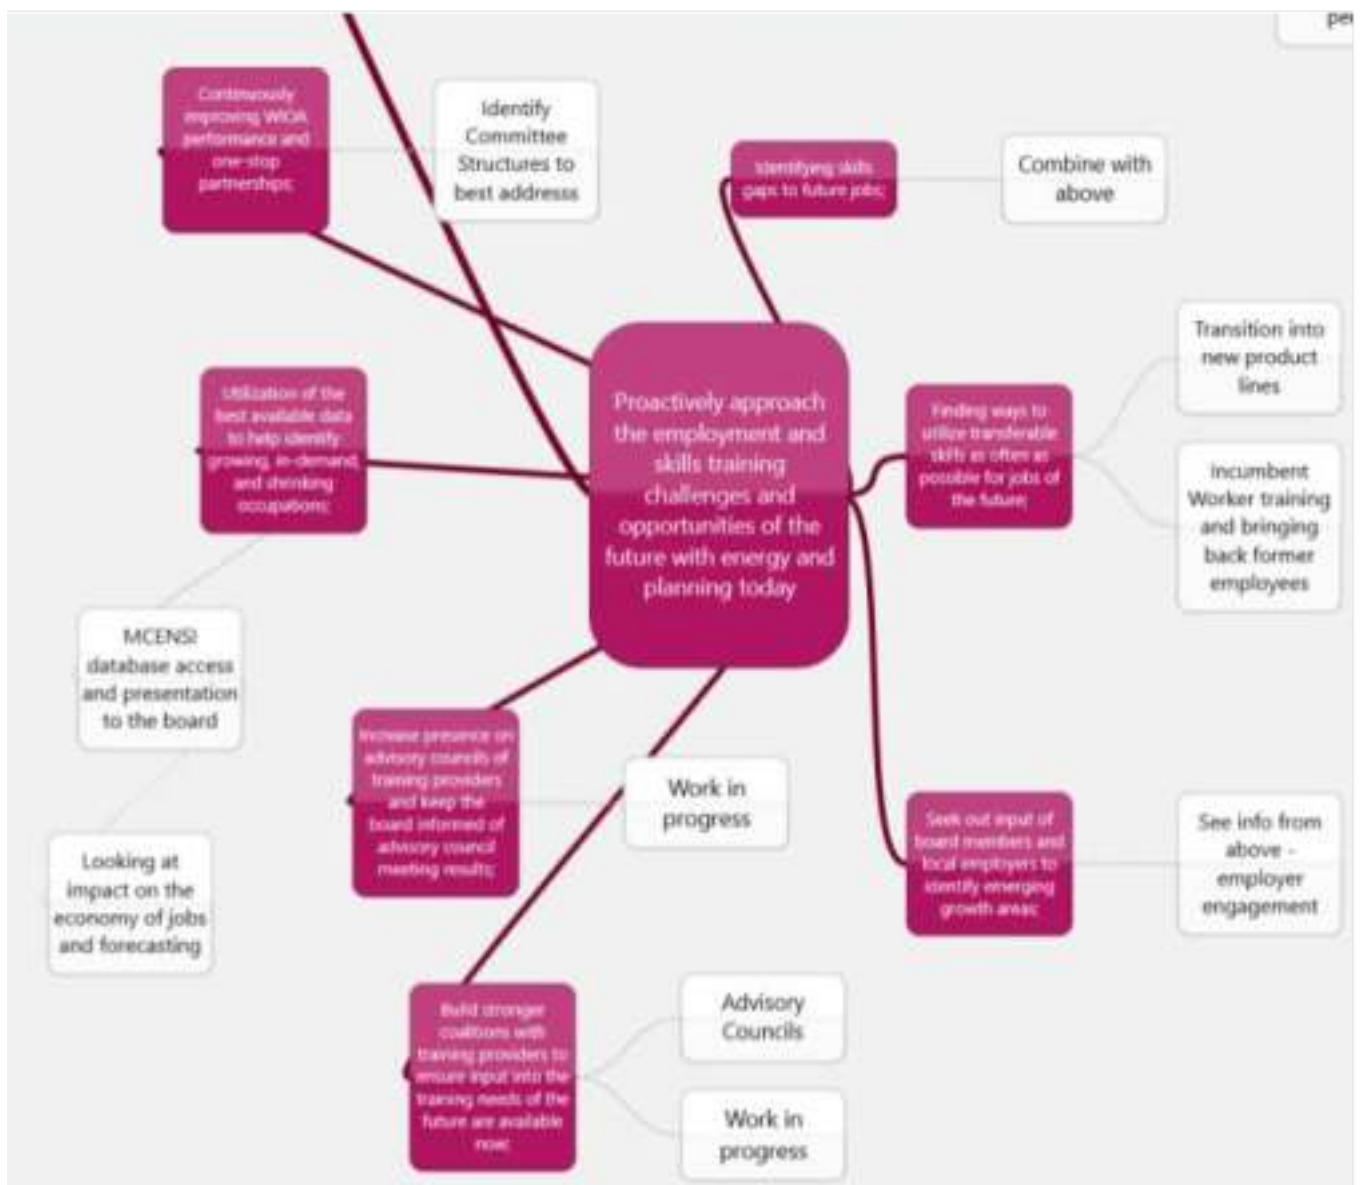 per
Continuously
improving WIOA
performance and
one-stop
partnerships;
Identify
Committee
Structures to
best addresss
Identifying skills
gaps to future jobs;
Combine with
above
Utilization of the
best available data
to help identify
growing, in-demand,
and shrinking
occupations;
Proactively approach
the employment and
skills training
challenges and
opportunities of the
future with energy and
planning today
Finding ways to
utilize transferable
skills as often as
possible for jobs of
the future;
Transition into
new product
lines
Incumbent
Worker training
and bringing
back former
employees
MCENSI
database access
and presentation
to the board
Looking at
impact on the
economy of jobs
and forecasting
Increase presence on
advisory councils of
training providers
and keep the
board informed of
advisory council
meeting results;
Work in
progress
Seek out input of
board members and
local employers to
identify emerging
growth areas;
See info from
above -
employer
engagement
Build stronger
coalitions with
training providers to
ensure input into the
training needs of the
future are available
now;
Advisory
Councils
Work in
progress